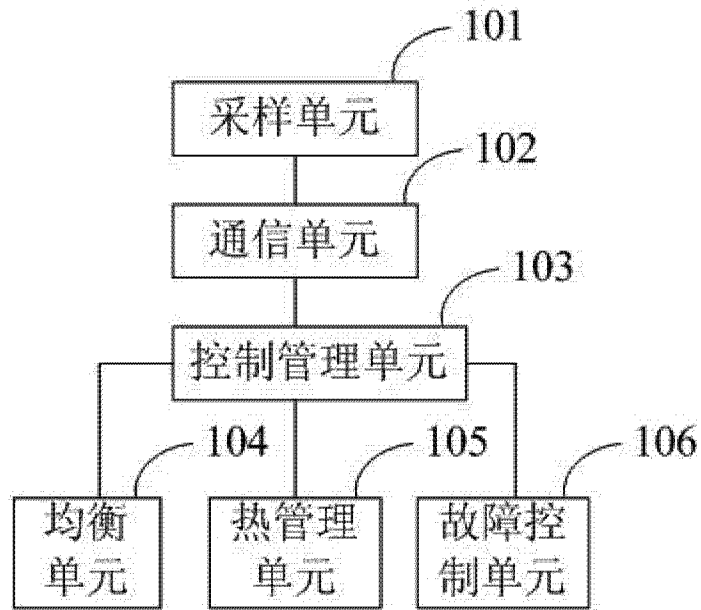 101
采样单元
102
通信单元
103
控制管理单元
104
105
106
均衡
单元
热管理
单元
故障控
制单元